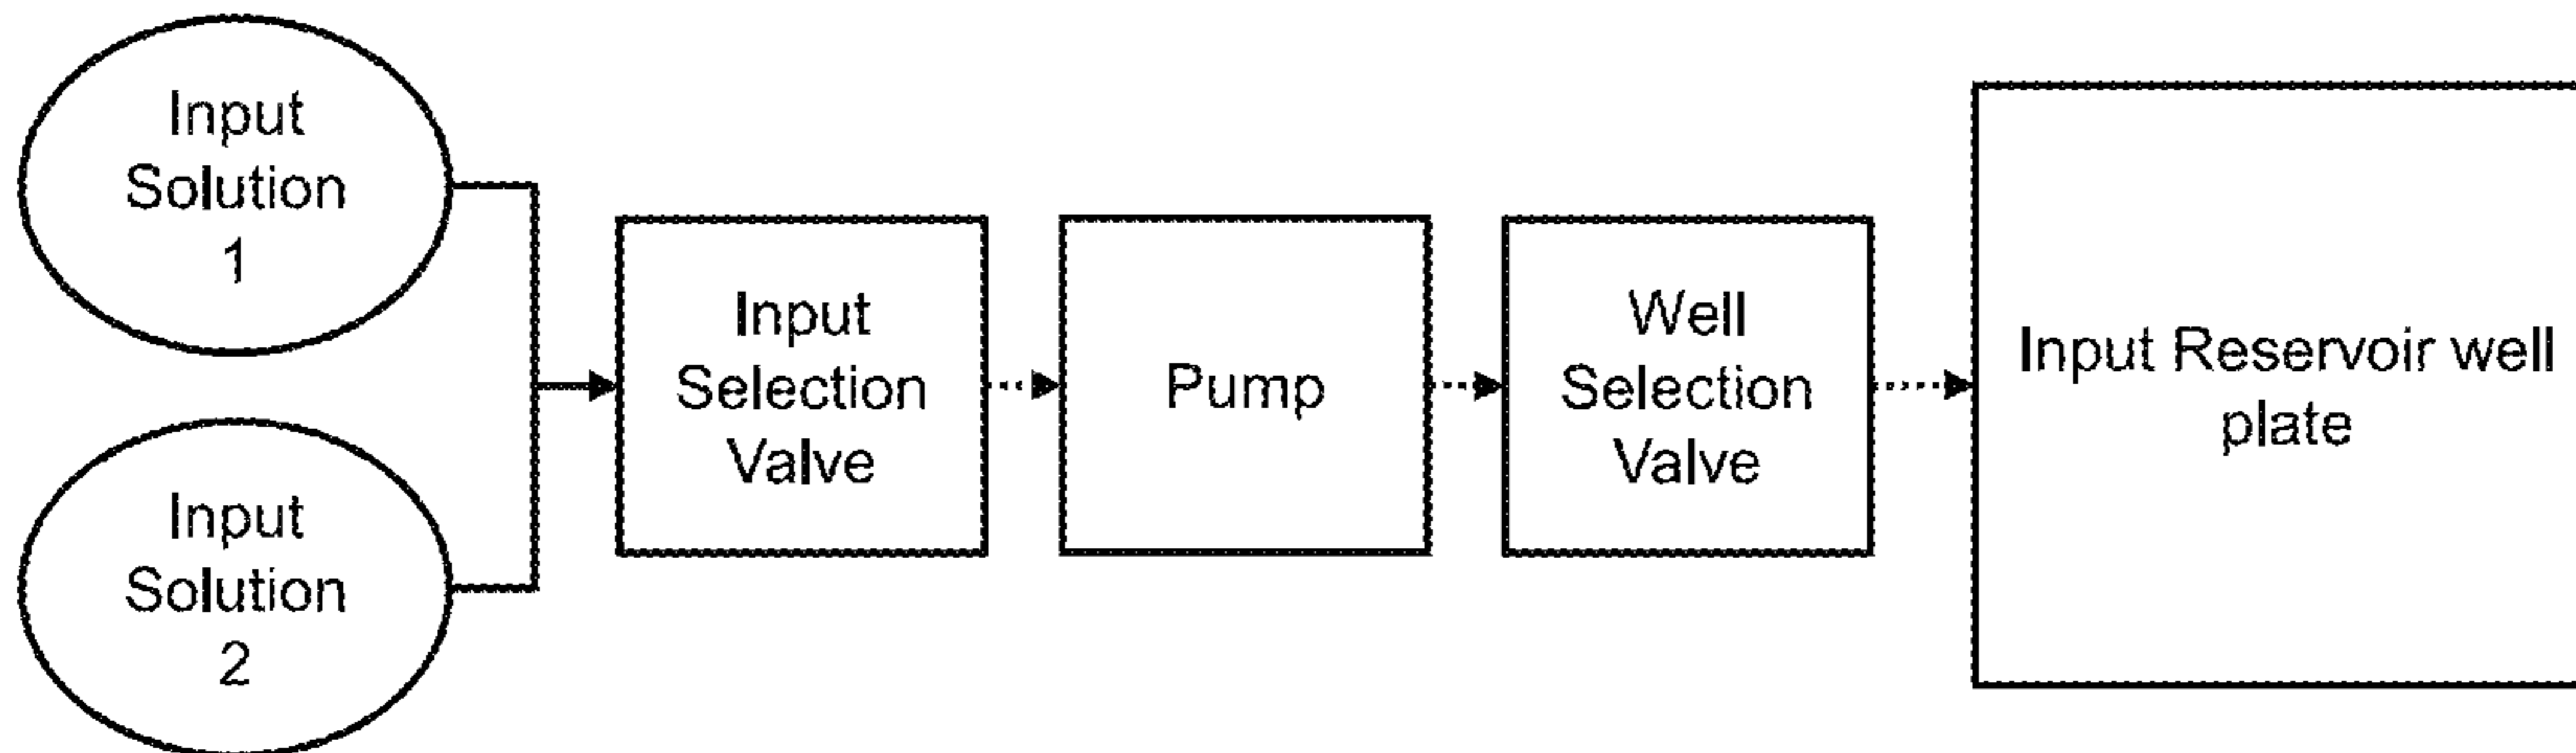 Input
Solution
1
Input
Solution
2
Input
Selection
Valve
Pump
Well
Selection
Valve
Input Reservoir well
plate